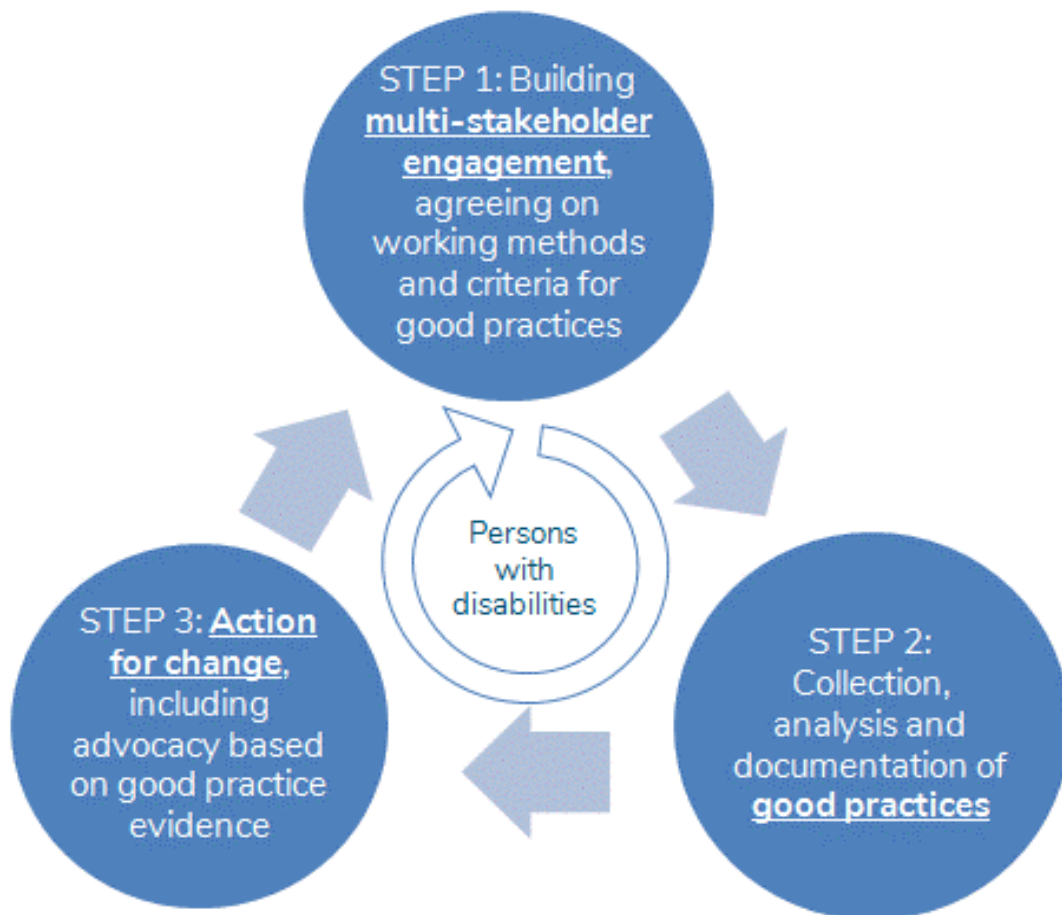 STEP 1: Building
multi-stakeholder
engagement,
agreeing on
working methods
and criteria for
good practices
Persons
with
disabilities
STEP 2:
Collection,
analysis and
documentation of
good practices
STEP 3: Action
for change,
including
advocacy based
on good practice
evidence